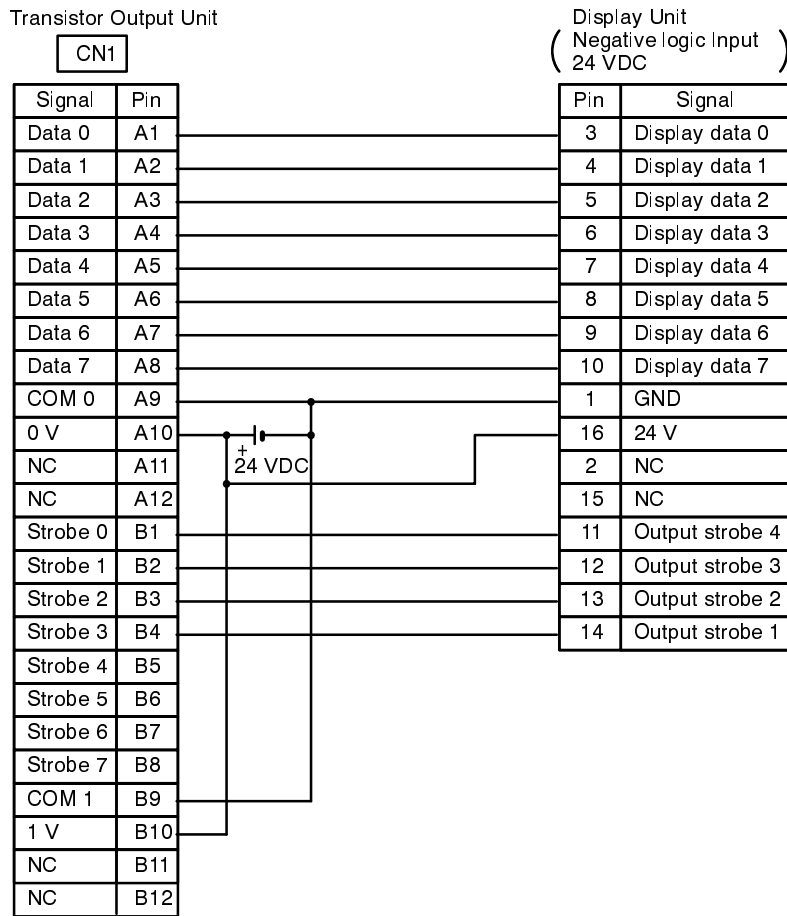 Transistor Output Unit
CN1
Display Unit
( Negative logic Input )
24 VDC
Signal Pin
Data 0 A1
Data 1 A2
Data 2 A3
Data 3 A4
Data 4 A5
Data 5 A6
Data 6 A7
Data 7 A8
COM 0 A9
0 V A10
NC A11
NC A12
Strobe 0 B1
Strobe 1 B2
Strobe 2 B3
Strobe 3 B4
Strobe 4 B5
Strobe 5 B6
Strobe 6 B7
Strobe 7 B8
COM 1 B9
1 V B10
NC B11
NC B12
+
24 VDC
Pin Signal
3 Display data 0
4 Display data 1
5 Display data 2
6 Display data 3
7 Display data 4
8 Display data 5
9 Display data 6
10 Display data 7
1 GND
16 24 V
2 NC
15 NC
11 Output strobe 4
12 Output strobe 3
13 Output strobe 2
14 Output strobe 1